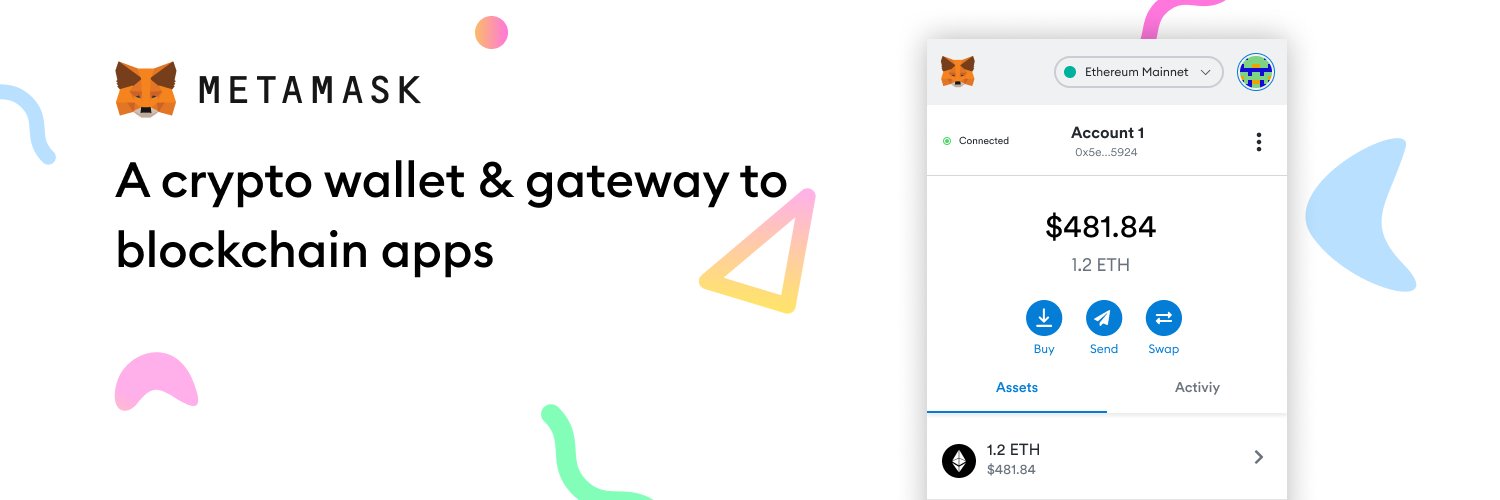 METAMASK
A crypto wallet & gateway to
blockchain apps
Ethereum Mainnet
Connected
Account 1
0x5e...5924
$481.84
1.2 ETH
Buy Send Swap
Assets Activiy
1.2 ETH
$481.84